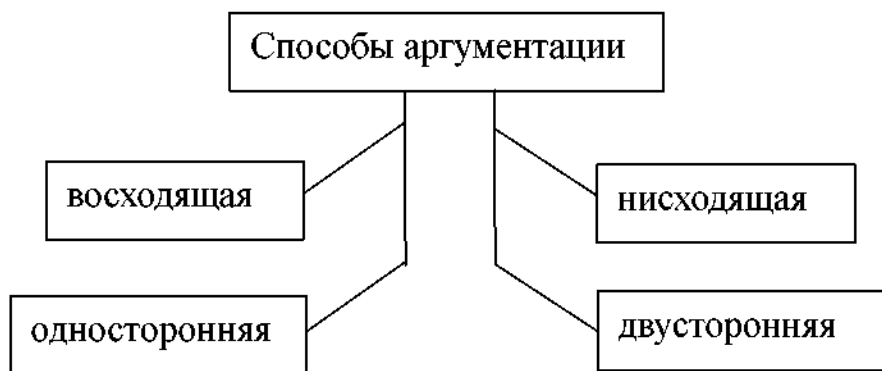 Способы аргументации
восходящая
нисходящая
односторонняя
двусторонняя